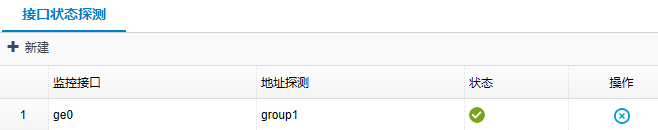 接口状态探测
新建
监控接口 地址探测 状态 操作
1 ge0 group1